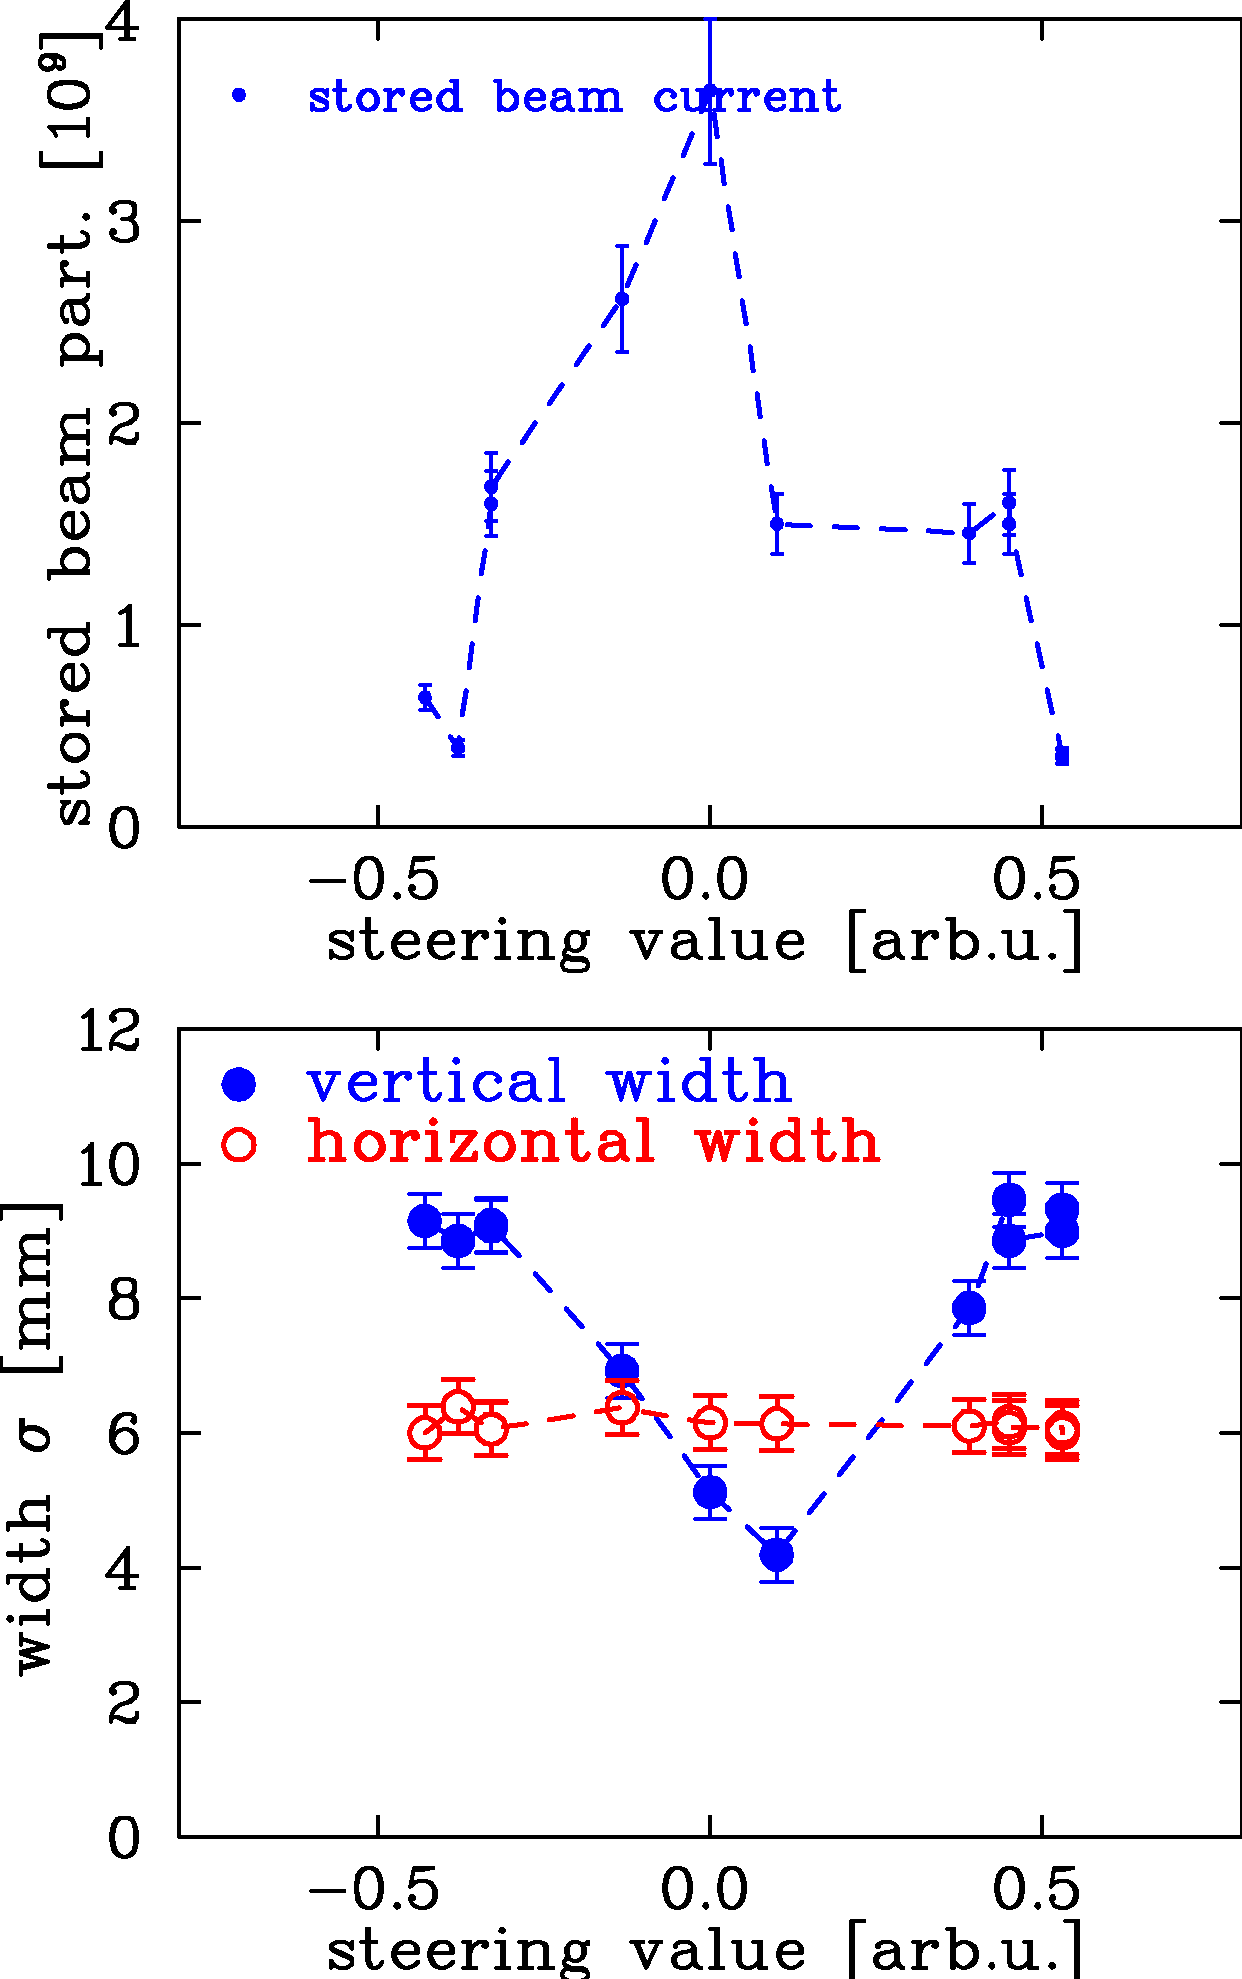 stored beam part. [10⁹]
4
3
2
1
0
stored beam current
−0.5 0.0 0.5
steering value [arb.u.]
width σ [mm]
12
10
8
6
4
2
0
vertical width
horizontal width
−0.5 0.0 0.5
steering value [arb.u.]